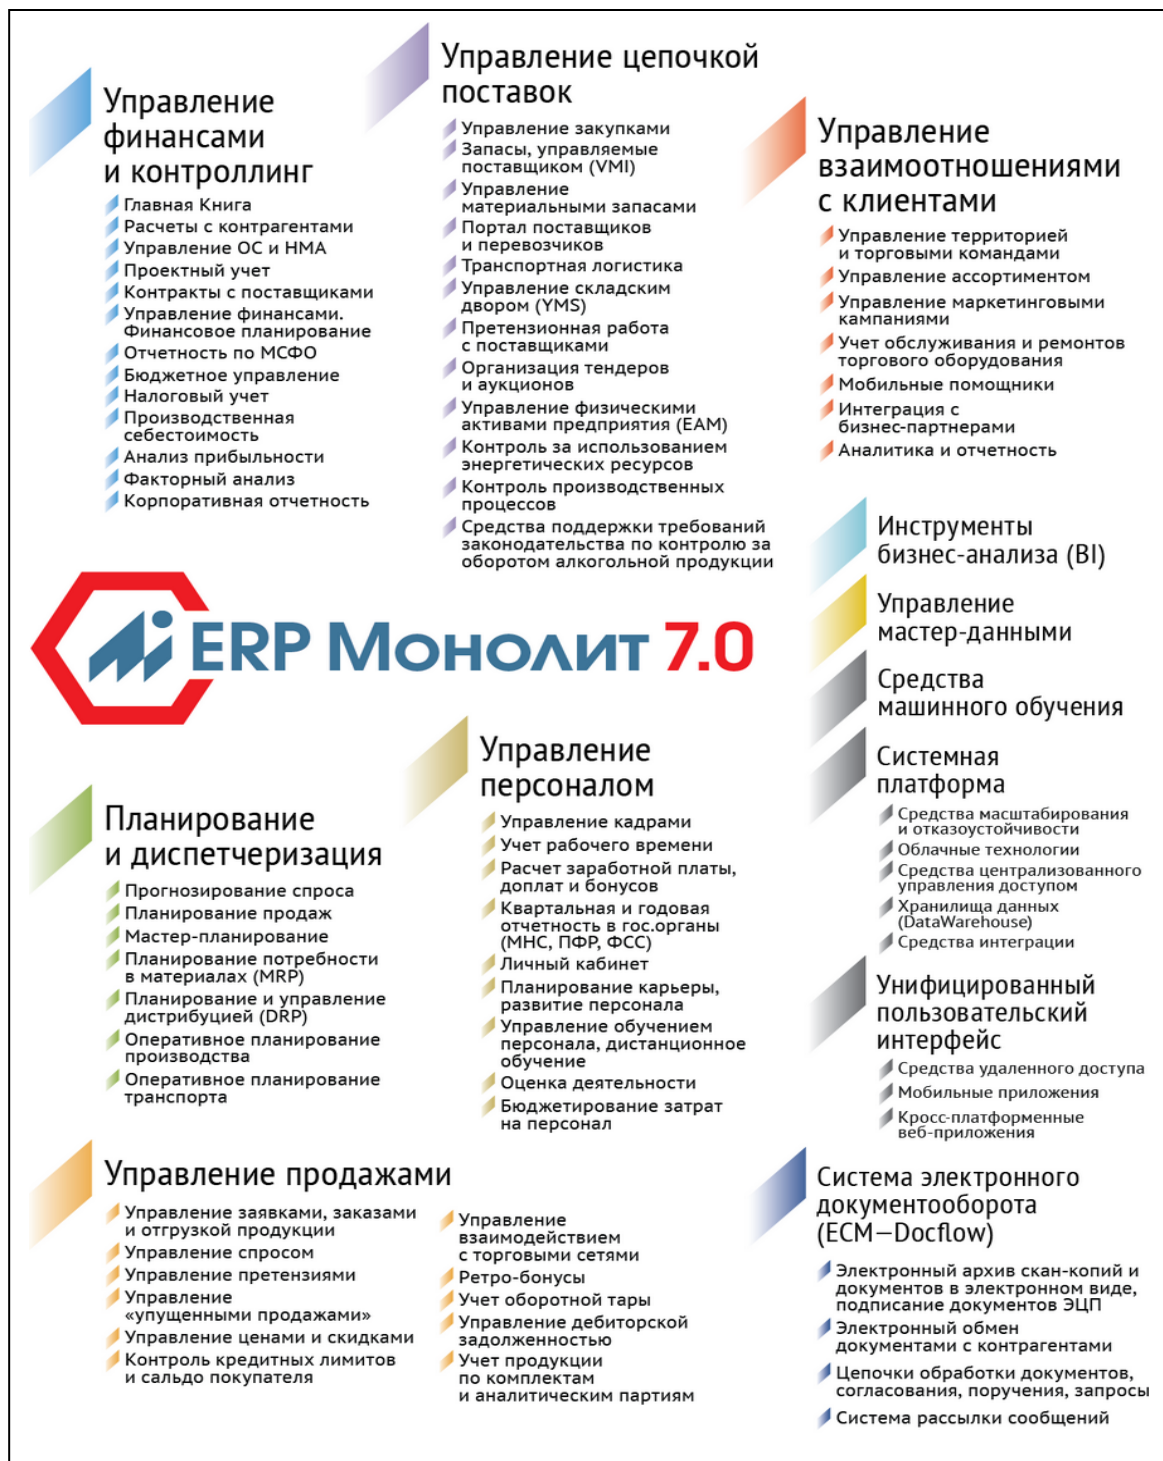 Управление
финансами
и контроллинг
Главная Книга
Расчеты с контрагентами
Управление ОС и НМА
Проектный учет
Контракты с поставщиками
Управление финансами.
Финансовое планирование
Отчетность по МСФО
Бюджетное управление
Налоговый учет
Производственная
себестоимость
Анализ прибыльности
Факторный анализ
Корпоративная отчетность
Управление цепочкой
поставок
Управление закупками
Запасы, управляемые
поставщиком (VMI)
Управление
материальными запасами
Портал поставщиков
и перевозчиков
Транспортная логистика
Управление складским
двором (YMS)
Претензионная работа
с поставщиками
Организация тендеров
и аукционов
Управление физическими
активами предприятия (EAM)
Контроль за использованием
энергетических ресурсов
Контроль производственных
процессов
Средства поддержки требований
законодательства по контролю за
оборотом алкогольной продукции
Управление
взаимоотношениями
с клиентами
Управление территорией
и торговыми командами
Управление ассортиментом
Управление маркетинговыми
кампаниями
Учет обслуживания и ремонтов
торгового оборудования
Мобильные помощники
Интеграция с
бизнес-партнерами
Аналитика и отчетность
Инструменты
бизнес-анализа (BI)
Управление
мастер-данными
Средства
машинного обучения
Системная
платформа
Средства масштабирования
и отказоустойчивости
Облачные технологии
Средства централизованного
управления доступом
Хранилища данных
(DataWarehouse)
Средства интеграции
Унифицированный
пользовательский
интерфейс
Средства удаленного доступа
Мобильные приложения
Кросс-платформенные
веб-приложения
ERP Монолит 7.0
Планирование
и диспетчеризация
Прогнозирование спроса
Планирование продаж
Мастер-планирование
Планирование потребности
в материалах (MRP)
Планирование и управление
дистрибуцией (DRP)
Оперативное планирование
производства
Оперативное планирование
транспорта
Управление
персоналом
Управление кадрами
Учет рабочего времени
Расчет заработной платы,
доплат и бонусов
Квартальная и годовая
отчетность в гос.органы
(МНС, ПФР, ФСС)
Личный кабинет
Планирование карьеры,
развитие персонала
Управление обучением
персонала, дистанционное
обучение
Оценка деятельности
Бюджетирование затрат
на персонал
Управление продажами
Управление заявками, заказами
и отгрузкой продукции
Управление спросом
Управление претензиями
Управление
«упущенными продажами»
Управление ценами и скидками
Контроль кредитных лимитов
и сальдо покупателя
Управление
взаимодействием
с торговыми сетями
Ретро-бонусы
Учет оборотной тары
Управление дебиторской
задолженностью
Учет продукции
по комплектам
и аналитическим партиям
Система электронного
документооборота
(ECM—Docflow)
Электронный архив скан-копий и
документов в электронном виде,
подписание документов ЭЦП
Электронный обмен
документами с контрагентами
Цепочки обработки документов,
согласования, поручения, запросы
Система рассылки сообщений